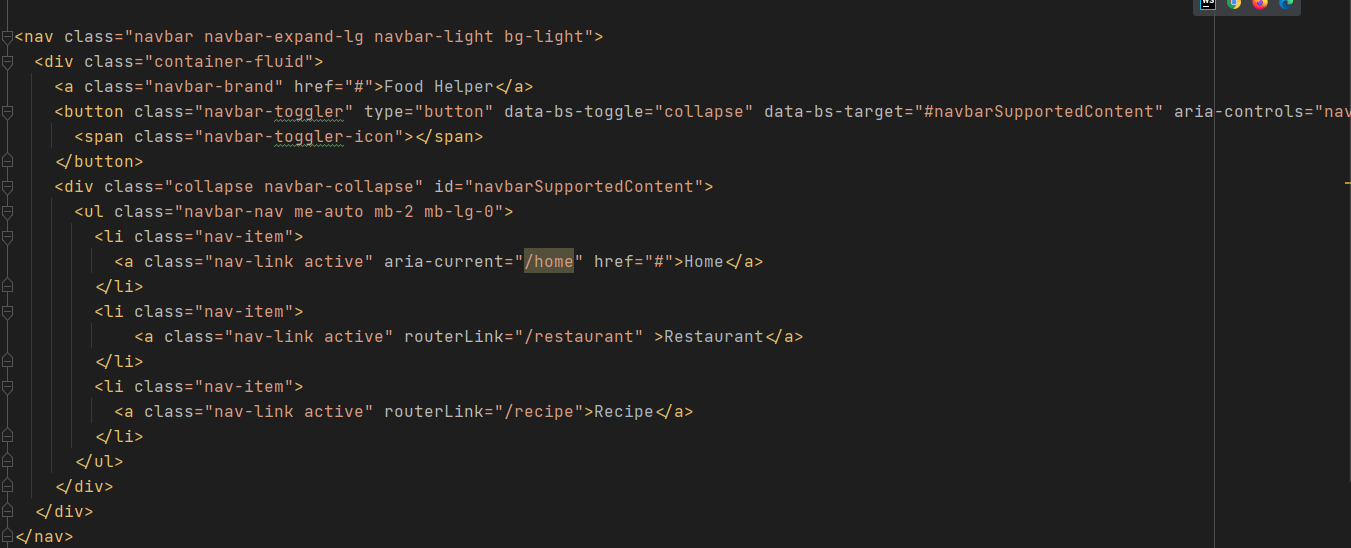 WS
<nav class="navbar navbar-expand-lg navbar-light bg-light">
<div class="container-fluid">
<a class="navbar-brand" href="#">Food Helper</a>
<button class="navbar-toggler" type="button" data-bs-toggle="collapse" data-bs-target="#navbarSupportedContent" aria-controls="nav
<span class="navbar-toggler-icon"></span>
</button>
<div class="collapse navbar-collapse" id="navbarSupportedContent">
<ul class="navbar-nav me-auto mb-2 mb-lg-0">
<li class="nav-item">
<a class="nav-link active" aria-current="/home" href="#">Home</a>
</li>
<li class="nav-item">
<a class="nav-link active" routerLink="/restaurant" >Restaurant</a>
</li>
<li class="nav-item">
<a class="nav-link active" routerLink="/recipe">Recipe</a>
</li>
</ul>
</div>
</div>
</nav>